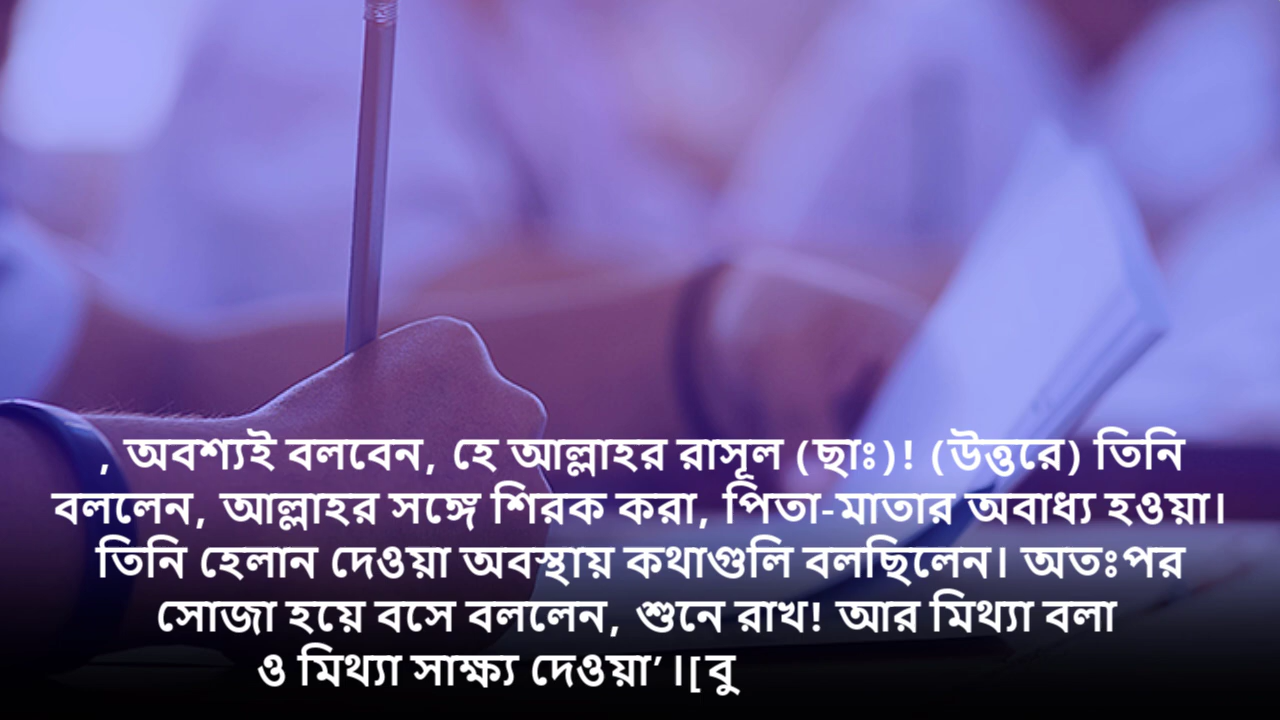 , অবশ্যই বলবেন, হে আল্লাহর রাসূল (ছাঃ)! (উত্তরে) তিনি
বললেন, আল্লাহর সঙ্গে শিরক করা, পিতা-মাতার অবাধ্য হওয়া।
তিনি হেলান দেওয়া অবস্থায় কথাগুলি বলছিলেন। অতঃপর
সোজা হয়ে বসে বললেন, শুনে রাখ! আর মিথ্যা বলা
ও মিথ্যা সাক্ষ্য দেওয়া’।[বু